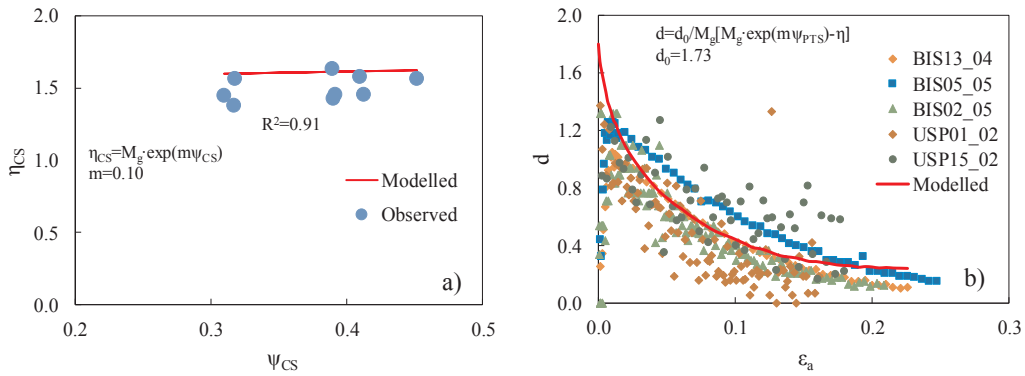 2.0
1.5
1.0
0.5
0.0
η_CS
0.2
0.3
0.4
0.5
ψ_CS
R²=0.91
η_CS=M_g·exp(mψ_CS)
m=0.10
Modelled
Observed
a)
2.0
1.6
1.2
0.8
0.4
0.0
d
0.0
0.1
0.2
0.3
ε_a
d=d₀/M_g[M_g·exp(mψ_PTS)-η]
d₀=1.73
BIS13_04
BIS05_05
BIS02_05
USP01_02
USP15_02
Modelled
b)